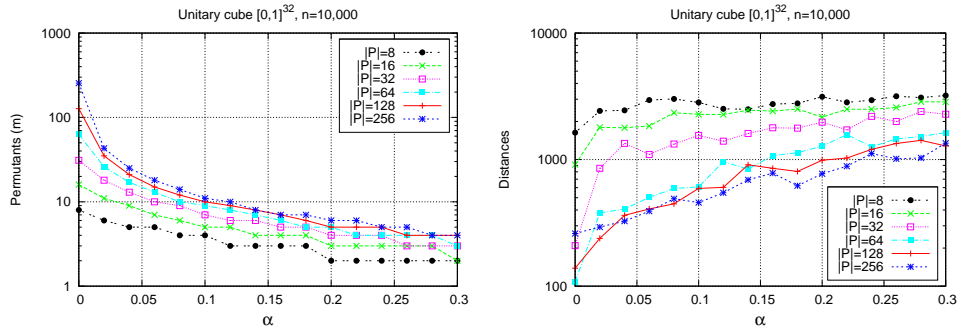 Unitary cube [0,1]^32, n=10,000
Permutants (m)
1000
100
10
1
|P|=8
|P|=16
|P|=32
|P|=64
|P|=128
|P|=256
0 0.05 0.1 0.15 0.2 0.25 0.3
α
Unitary cube [0,1]^32, n=10,000
Distances
10000
1000
100
|P|=8
|P|=16
|P|=32
|P|=64
|P|=128
|P|=256
0 0.05 0.1 0.15 0.2 0.25 0.3
α